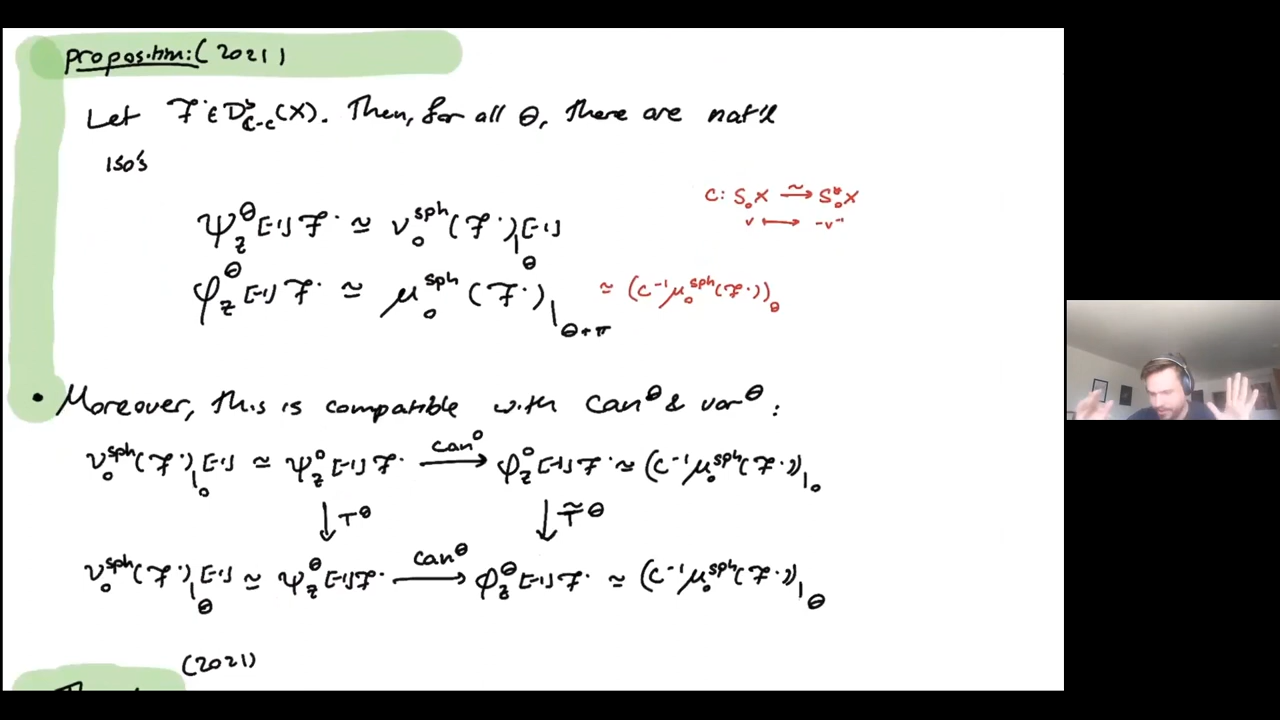 proposition: (2021)
Let F˙ ∈ D^b_{ℂ-c}(X). Then, for all θ, there are nat'l
iso's
C: S_0X ⥲ S^*_0X
v ↦ -v^{-1}
ψ^θ_z[-1]F˙ ≃ ν^{sph}_0(F˙)|_θ[-1]
φ^θ_z[-1]F˙ ≃ μ^{sph}_0(F˙)|_{θ+π} ≃ (C^{-1}μ^{sph}_0(F˙))_θ
• Moreover, this is compatible with can^θ & var^θ:
ν^{sph}_0(F˙)|_0[-1] ≃ ψ^0_z[-1]F˙ —can^0→ φ^0_z[-1]F˙ ≃ (C^{-1}μ^{sph}_0(F˙))|_0
↓ T^θ ↓ T̃^θ
ν^{sph}_0(F˙)|_θ[-1] ≃ ψ^θ_z[-1]F˙ —can^θ→ φ^θ_z[-1]F˙ ≃ (C^{-1}μ^{sph}_0(F˙))|_θ
(2021)